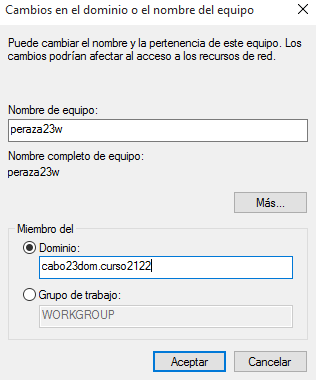 Cambios en el dominio o el nombre del equipo
Puede cambiar el nombre y la pertenencia de este equipo. Los
cambios podrían afectar al acceso a los recursos de red.
Nombre de equipo:
peraza23w
Nombre completo de equipo:
peraza23w
Más...
Miembro del
Dominio:
cabo23dom.curso2122
Grupo de trabajo:
WORKGROUP
Aceptar
Cancelar